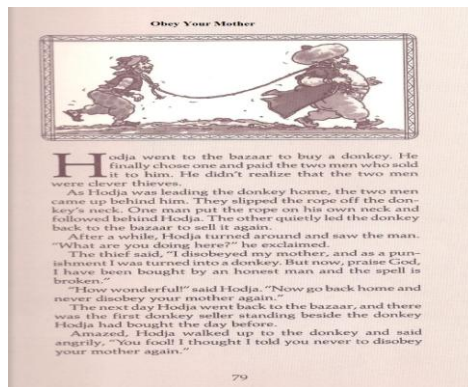 Obey Your Mother
Hodja went to the bazaar to buy a donkey. He
finally chose one and paid the two men who sold
it to him. He didn't realize that the two men
were clever thieves.
As Hodja was leading the donkey home, the two men
came up behind him. They slipped the rope off the don-
key's neck. One man put the rope on his own neck and
followed behind Hodja. The other quietly led the donkey
back to the bazaar to sell it again.
After a while, Hodja turned around and saw the man.
"What are you doing here?" he exclaimed.
The thief said, "I disobeyed my mother, and as a pun-
ishment I was turned into a donkey. But now, praise God,
I have been bought by an honest man and the spell is
broken."
"How wonderful!" said Hodja. "Now go back home and
never disobey your mother again."
The next day Hodja went back to the bazaar, and there
was the first donkey seller standing beside the donkey
Hodja had bought the day before.
Amazed, Hodja walked up to the donkey and said
angrily, "You fool! I thought I told you never to disobey
your mother again."
79